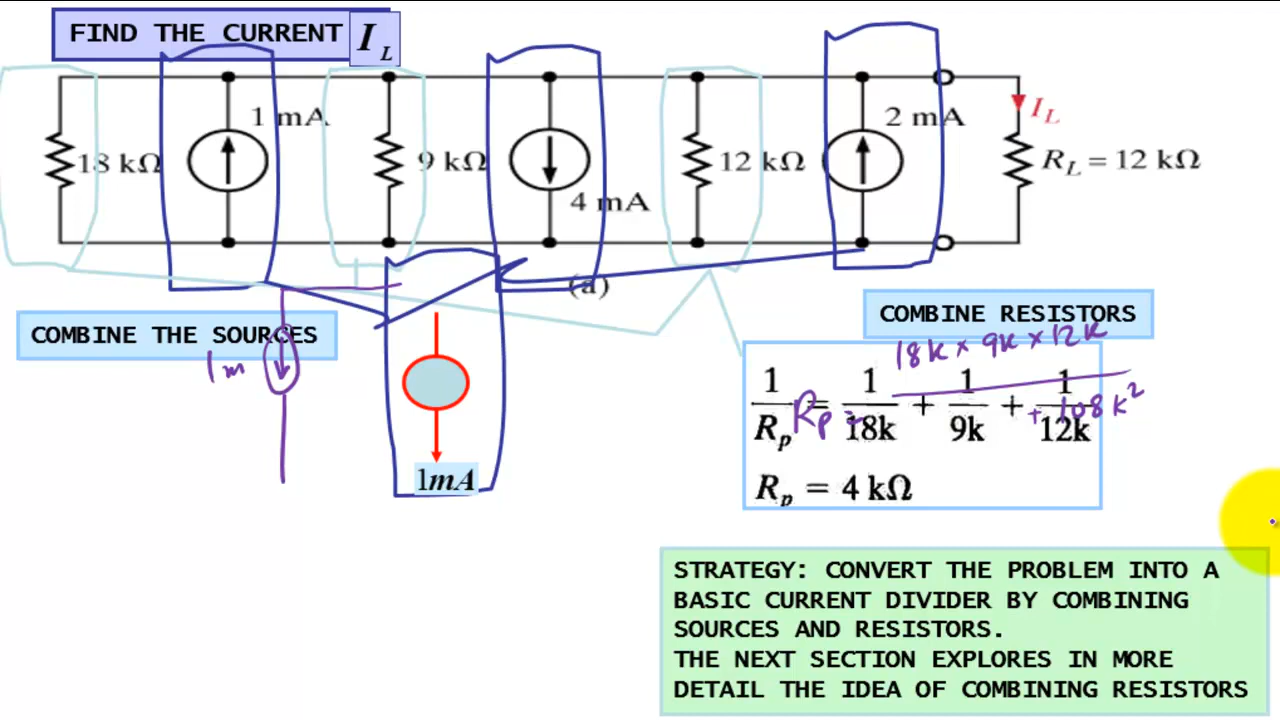 FIND THE CURRENT I_L
1 mA
2 mA
I_L
18 kΩ
9 kΩ
12 kΩ
R_L = 12 kΩ
4 mA
(a)
COMBINE THE SOURCES
COMBINE RESISTORS
1m
18k × 9k × 12k
1/R_p = 1/18k + 1/9k + 1/12k
R_p =
+ 108k²
1mA
R_p = 4 kΩ
STRATEGY: CONVERT THE PROBLEM INTO A
BASIC CURRENT DIVIDER BY COMBINING
SOURCES AND RESISTORS.
THE NEXT SECTION EXPLORES IN MORE
DETAIL THE IDEA OF COMBINING RESISTORS